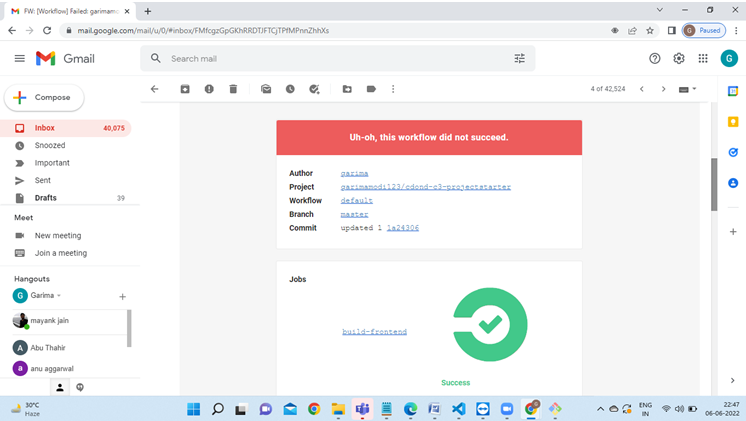 FW: [Workflow] Failed: garimamo
mail.google.com/mail/u/0/#inbox/FMfcgzGpGKhRRDTJFTCjTPfMPnnZhhXs
G Paused
Gmail
Search mail
G
Compose
4 of 42,524
Inbox 40,075
Snoozed
Important
Sent
Drafts 39
Meet
New meeting
Join a meeting
Hangouts
G Garima
mayank jain
A Abu Thahir
a anu aggarwal
Uh-oh, this workflow did not succeed.
Author garima
Project garimamodi123/cdond-c3-projectstarter
Workflow default
Branch master
Commit updated 1 1a24306
Jobs
build-frontend
Success
30°C
Haze
ENG
IN
22:47
06-06-2022